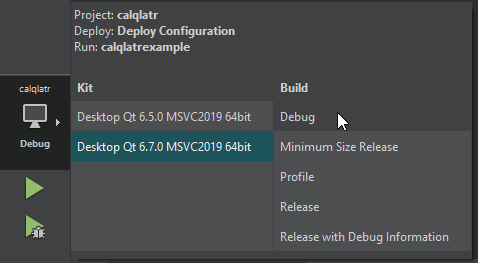 Project: calqlatr
Deploy: Deploy Configuration
Run: calqlatrexample
calqlatr
Debug
Kit
Build
Desktop Qt 6.5.0 MSVC2019 64bit
Debug
Desktop Qt 6.7.0 MSVC2019 64bit
Minimum Size Release
Profile
Release
Release with Debug Information